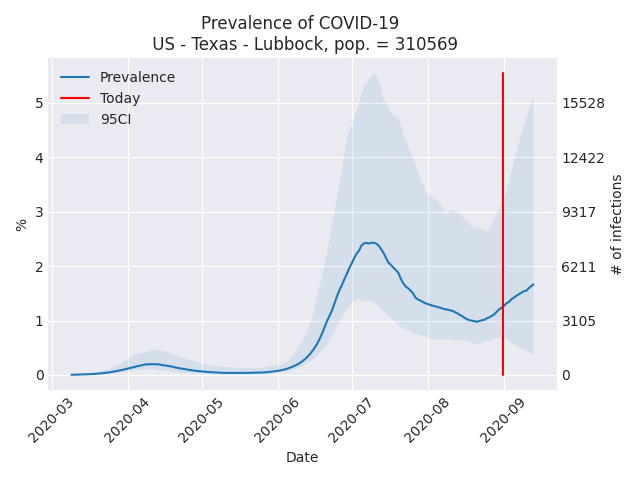 Prevalence of COVID-19
US - Texas - Lubbock, pop. = 310569
Prevalence
Today
95CI
5
4
3
2
1
0
%
15528
12422
9317
6211
3105
0
# of infections
2020-03
2020-04
2020-05
2020-06
2020-07
2020-08
2020-09
Date